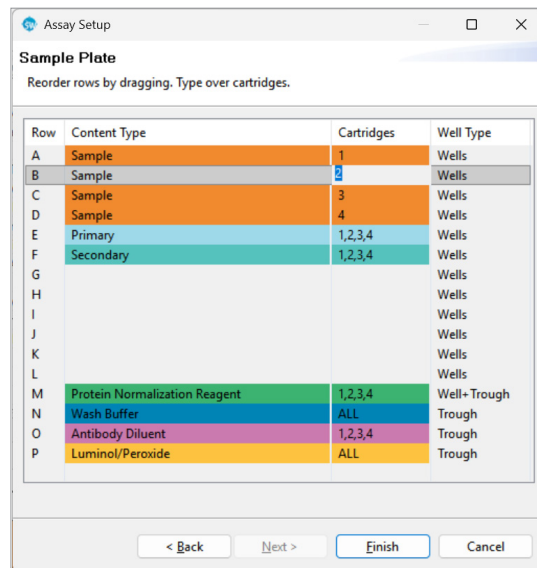 Assay Setup
Sample Plate
Reorder rows by dragging. Type over cartridges.
Row Content Type Cartridges Well Type
A Sample 1 Wells
B Sample 2 Wells
C Sample 3 Wells
D Sample 4 Wells
E Primary 1,2,3,4 Wells
F Secondary 1,2,3,4 Wells
G Wells
H Wells
I Wells
J Wells
K Wells
L Wells
M Protein Normalization Reagent 1,2,3,4 Well+Trough
N Wash Buffer ALL Trough
O Antibody Diluent 1,2,3,4 Trough
P Luminol/Peroxide ALL Trough
< Back Next > Finish Cancel